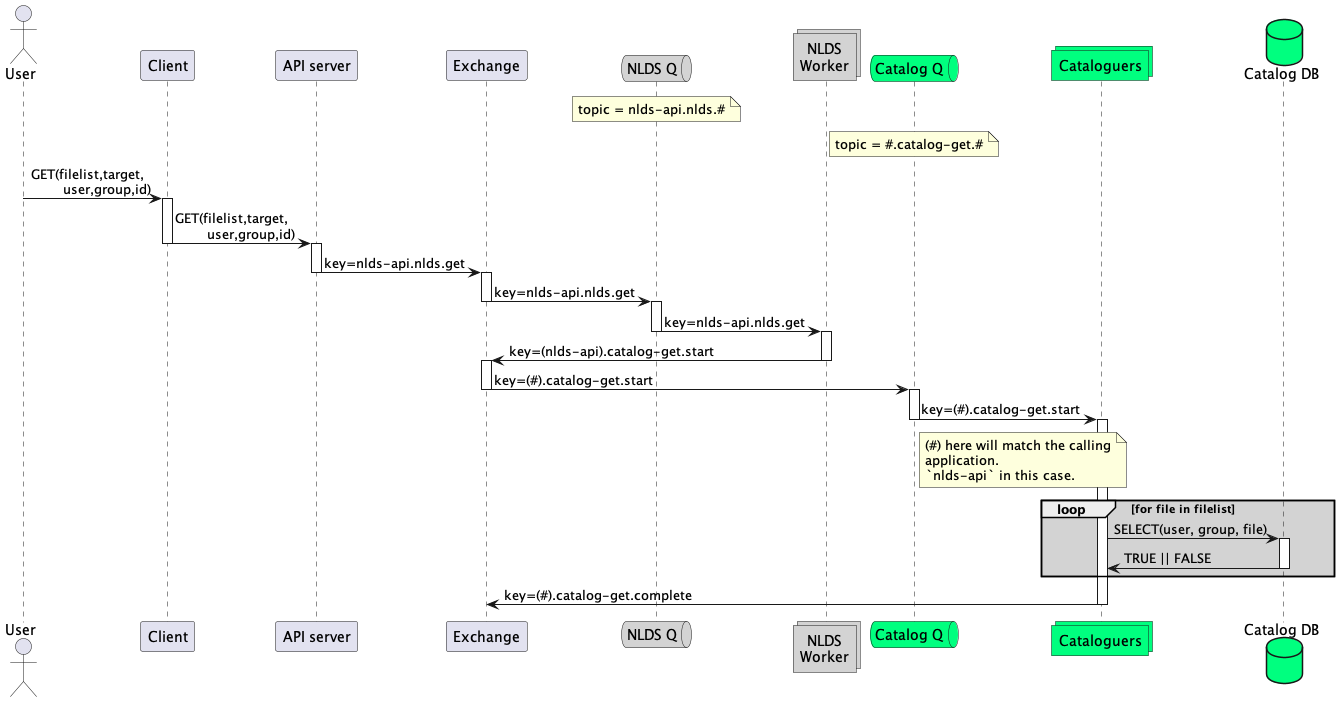 User
Client
API server
Exchange
NLDS Q
NLDS
Worker
Catalog Q
Cataloguers
Catalog DB
topic = nlds-api.nlds.#
topic = #.catalog-get.#
GET(filelist,target,
user,group,id)
GET(filelist,target,
user,group,id)
key=nlds-api.nlds.get
key=nlds-api.nlds.get
key=nlds-api.nlds.get
key=(nlds-api).catalog-get.start
key=(#).catalog-get.start
key=(#).catalog-get.start
(#) here will match the calling
application.
`nlds-api` in this case.
loop
[for file in filelist]
SELECT(user, group, file)
TRUE || FALSE
key=(#).catalog-get.complete
User
Client
API server
Exchange
NLDS Q
NLDS
Worker
Catalog Q
Cataloguers
Catalog DB